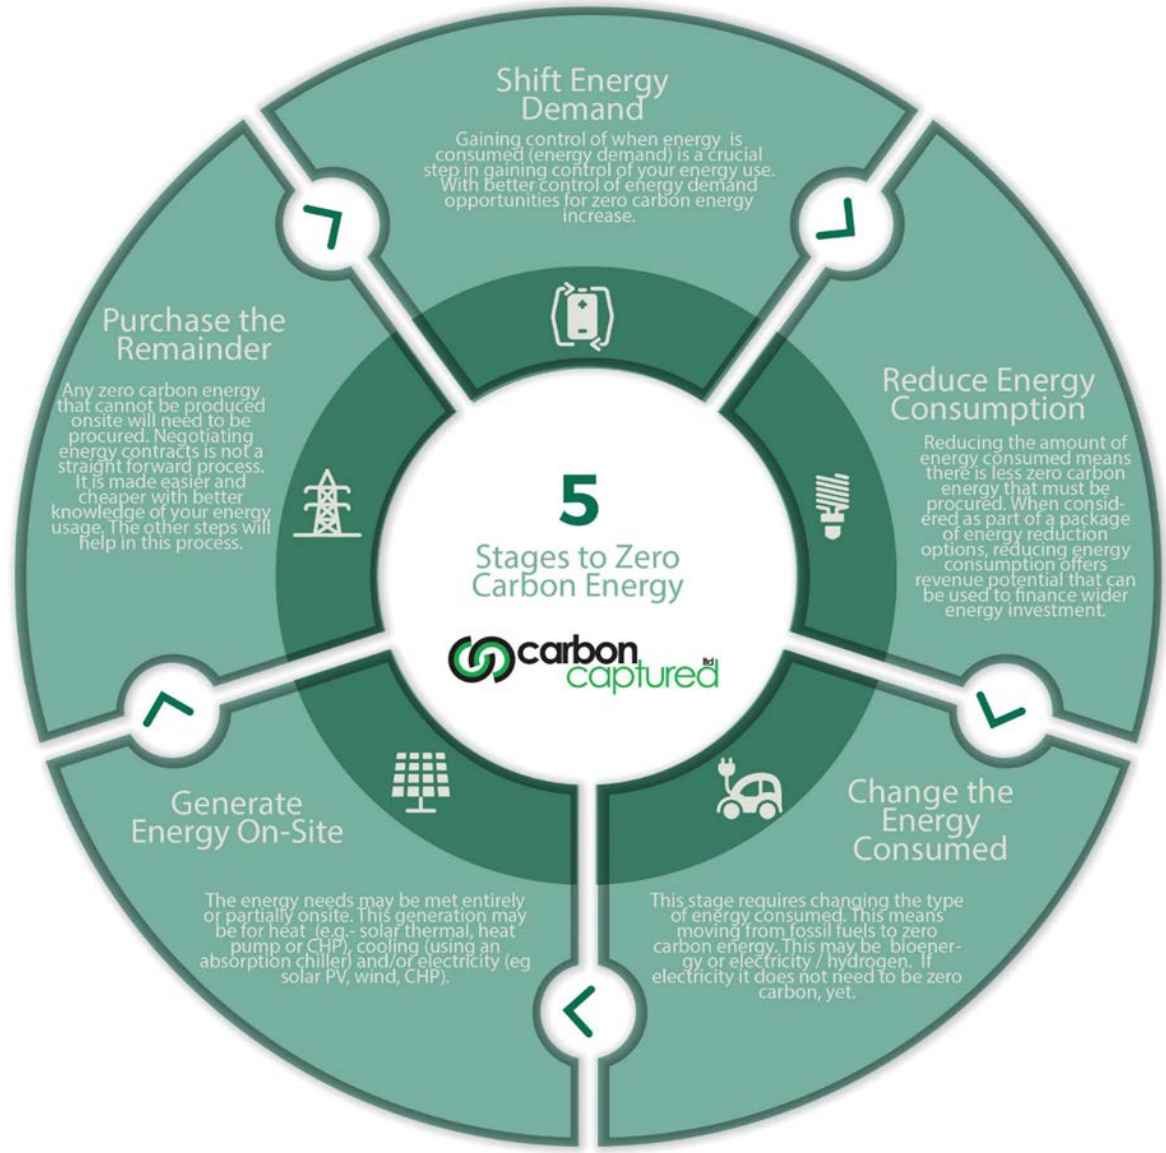 Shift Energy
Demand
Gaining control of when energy is
consumed (energy demand) is a crucial
step in gaining control of your energy use.
With better control of energy demand
opportunities for zero carbon energy
increase.
Reduce Energy
Consumption
Reducing the amount of
energy consumed means
there is less zero carbon
energy that must be
procured. When consid-
ered as part of a package
of energy reduction
options, reducing energy
consumption offers
revenue potential that can
be used to finance wider
energy investment.
Change the
Energy
Consumed
This stage requires changing the type
of energy consumed. This means
moving from fossil fuels to zero
carbon energy. This may be bioener-
gy or electricity / hydrogen. If
electricity it does not need to be zero
carbon, yet.
Generate
Energy On-Site
The energy needs may be met entirely
or partially onsite. This generation may
be for heat (e.g.- solar thermal, heat
pump or CHP), cooling (using an
absorption chiller) and/or electricity (eg
solar PV, wind, CHP).
Purchase the
Remainder
Any zero carbon energy
that cannot be produced
onsite will need to be
procured. Negotiating
energy contracts is not a
straight forward process.
It is made easier and
cheaper with better
knowledge of your energy
usage. The other steps will
help in this process.
5
Stages to Zero
Carbon Energy
carbon
captured ltd